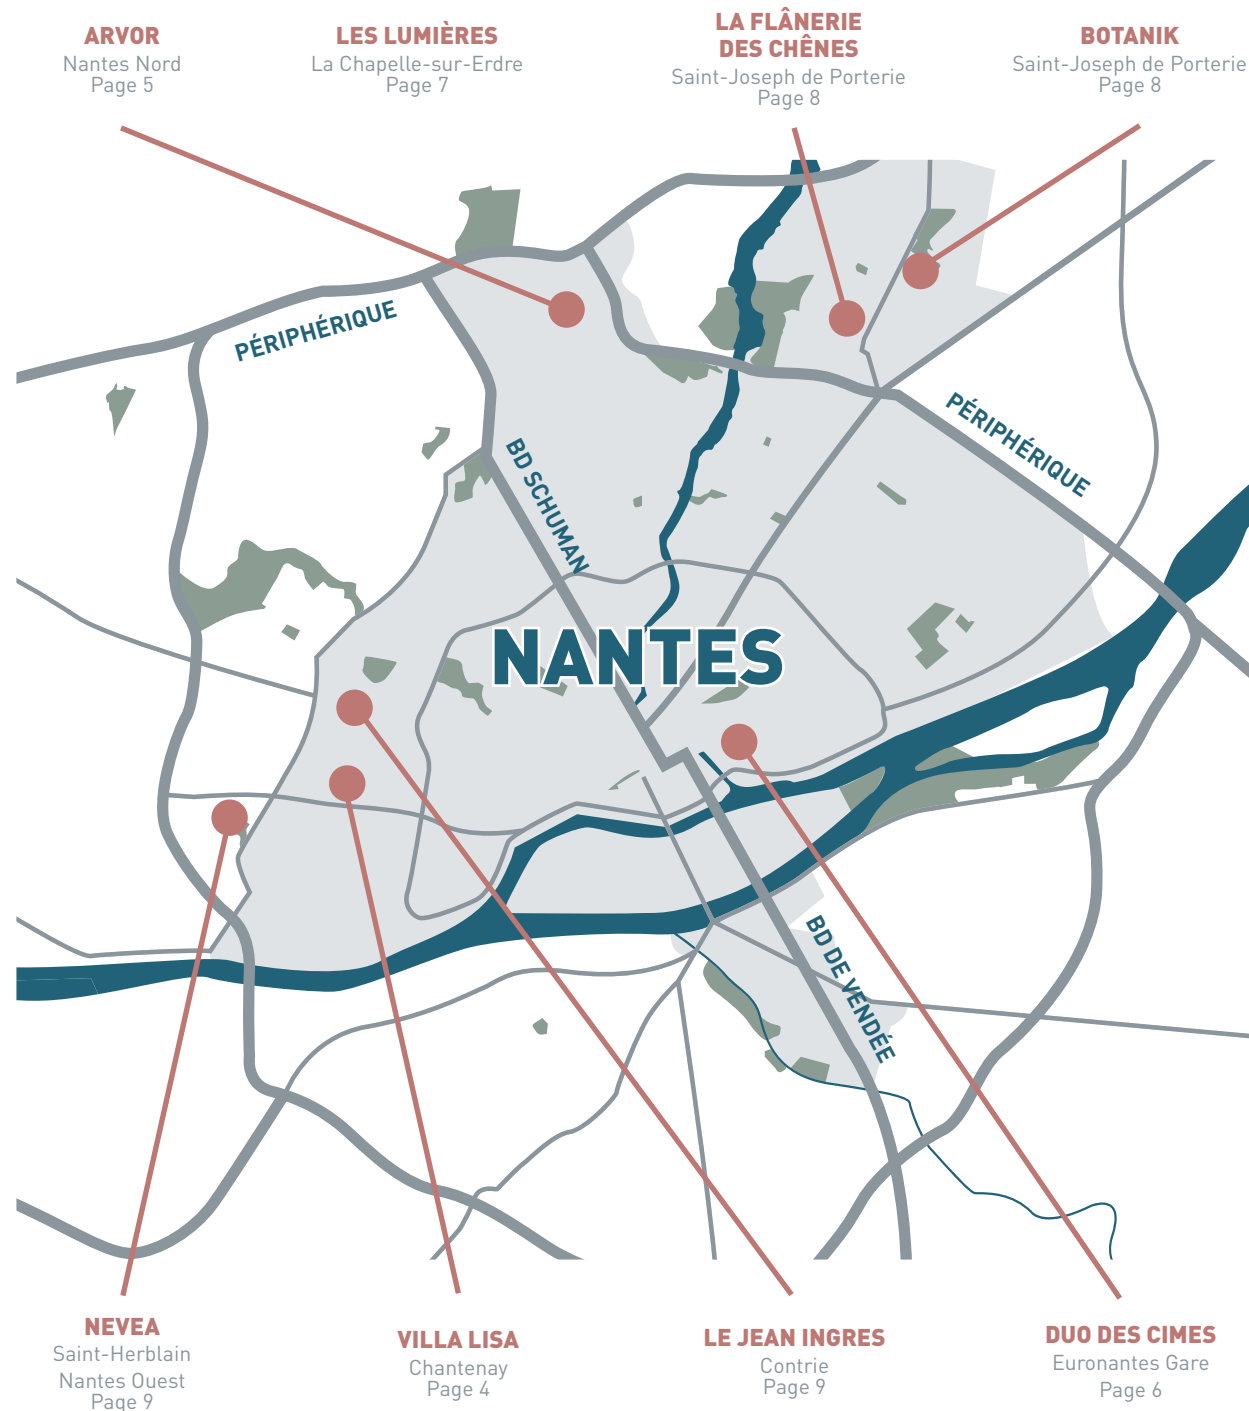 ARVOR
Nantes Nord
Page 5
LES LUMIÈRES
La Chapelle-sur-Erdre
Page 7
LA FLÂNERIE
DES CHÊNES
Saint-Joseph de Porterie
Page 8
BOTANIK
Saint-Joseph de Porterie
Page 8
PÉRIPHÉRIQUE
PÉRIPHÉRIQUE
BD SCHUMAN
NANTES
BD DE VENDÉE
NEVEA
Saint-Herblain
Nantes Ouest
Page 9
VILLA LISA
Chantenay
Page 4
LE JEAN INGRES
Contrie
Page 9
DUO DES CIMES
Euronantes Gare
Page 6